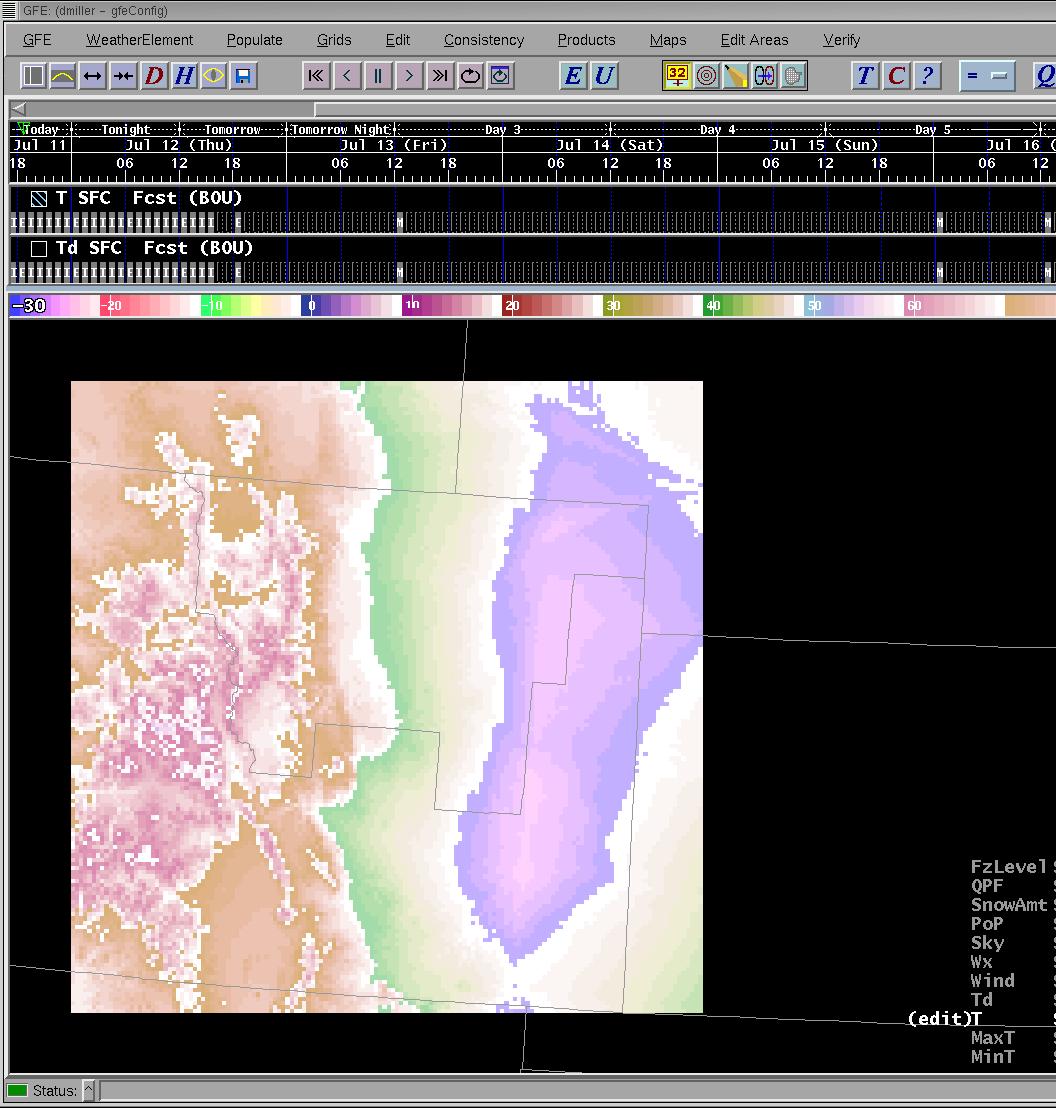 GFE: (dmiller - gfeConfig)
GFE WeatherElement Populate Grids Edit Consistency Products Maps Edit Areas Verify
D H E U 32 T C ? = Q
Today Tonight Tomorrow Tomorrow Night Day 3 Day 4 Day 5
Jul 11 Jul 12 (Thu) Jul 13 (Fri) Jul 14 (Sat) Jul 15 (Sun) Jul 16 (
18 06 12 18 06 12 18 06 12 18 06 12 18 06 12
T SFC Fcst (BOU)
Td SFC Fcst (BOU)
-30 -20 -10 0 10 20 30 40 50 60
FzLevel
QPF
SnowAmt
PoP
Sky
Wx
Wind
Td
(edit)T
MaxT
MinT
Status: